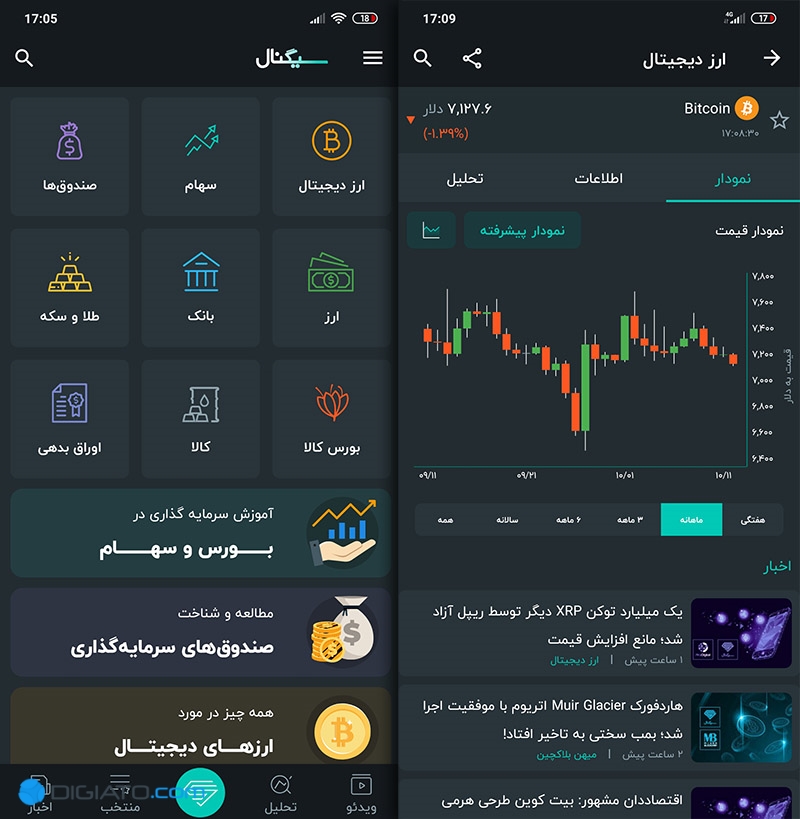 17:05
18
سیگنال
ارز دیجیتال
سهام
صندوق‌ها
ارز
بانک
طلا و سکه
بورس کالا
کالا
اوراق بدهی
آموزش سرمایه گذاری در
بـــورس و سهـــام
مطالعه و شناخت
صندوق‌های سرمایه‌گذاری
همه چیز در مورد
ارزهـــای دیجیتـــال
ویدئو
تحلیل
منتخب
اخبار
DIGIATO.com
17:09
4G
17
ارز دیجیتال
Bitcoin
۱۷:۰۸:۳۰
۷,۱۲۷.۶ دلار
(-۱.۳۹%)
نمودار
اطلاعات
تحلیل
نمودار قیمت
نمودار پیشرفته
۷,۸۰۰
۷,۶۰۰
۷,۴۰۰
۷,۲۰۰
۷,۰۰۰
۶,۸۰۰
۶,۶۰۰
۶,۴۰۰
قیمت به دلار
۰۹/۱۱
۰۹/۲۱
۱۰/۰۱
۱۰/۱۱
هفتگی
ماهانه
۳ ماهه
۶ ماهه
سالانه
همه
اخبار
یک میلیارد توکن XRP دیگر توسط ریپل آزاد
شد؛ مانع افزایش قیمت
۱ ساعت پیش | ارز دیجیتال
هاردفورک Muir Glacier اتریوم با موفقیت اجرا
شد؛ بمب سختی به تاخیر افتاد!
۲ ساعت پیش | میهن بلاکچین
اقتصاددان مشهور: بیت کوین طرحی هرمی